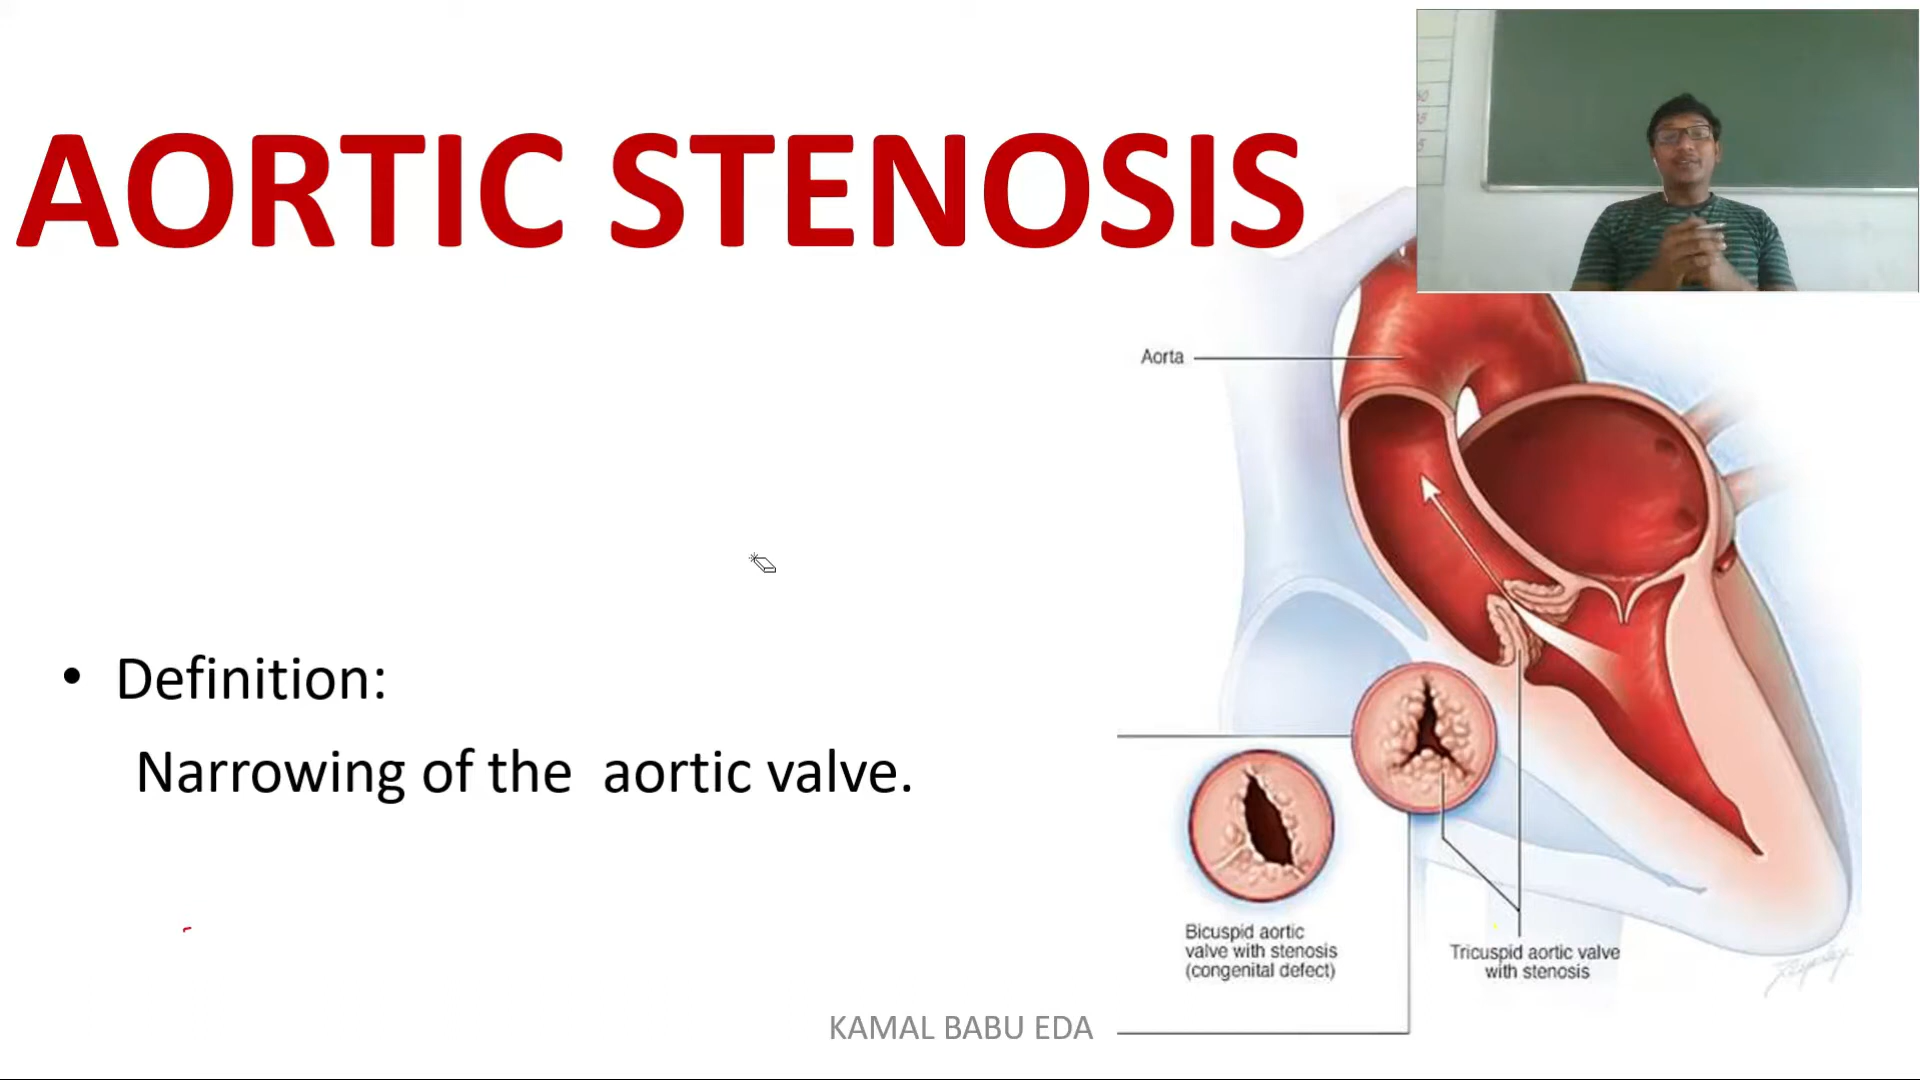 AORTIC STENOSIS
Aorta
• Definition:
Narrowing of the aortic valve.
Bicuspid aortic
valve with stenosis
(congenital defect)
Tricuspid aortic valve
with stenosis
KAMAL BABU EDA